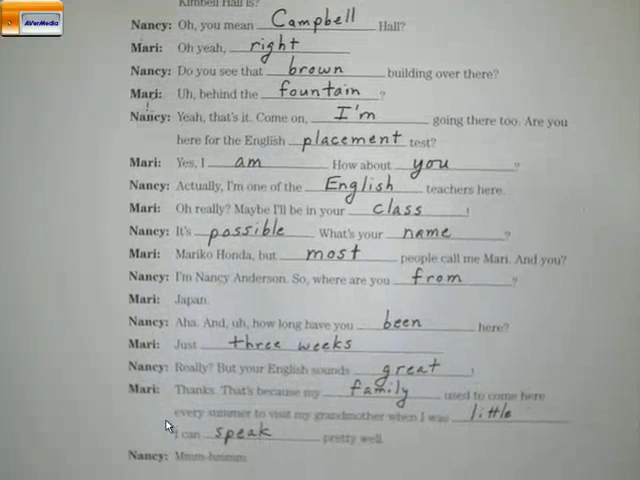 AVerMedia
Kimbell Hall is?
Nancy: Oh, you mean Campbell Hall?
Mari: Oh yeah, right
Nancy: Do you see that brown building over there?
Mari: Uh, behind the fountain ?
Nancy: Yeah, that's it. Come on, I'm going there too. Are you
here for the English placement test?
Mari: Yes, I am How about you ?
Nancy: Actually, I'm one of the English teachers here.
Mari: Oh really? Maybe I'll be in your class !
Nancy: It's possible What's your name ?
Mari: Mariko Honda, but most people call me Mari. And you?
Nancy: I'm Nancy Anderson. So, where are you from ?
Mari: Japan.
Nancy: Aha. And, uh, how long have you been here?
Mari: Just three weeks
Nancy: Really? But your English sounds great !
Mari: Thanks. That's because my family used to come here
every summer to visit my grandmother when I was little
I can speak pretty well.
Nancy: Mmm-hmmm.